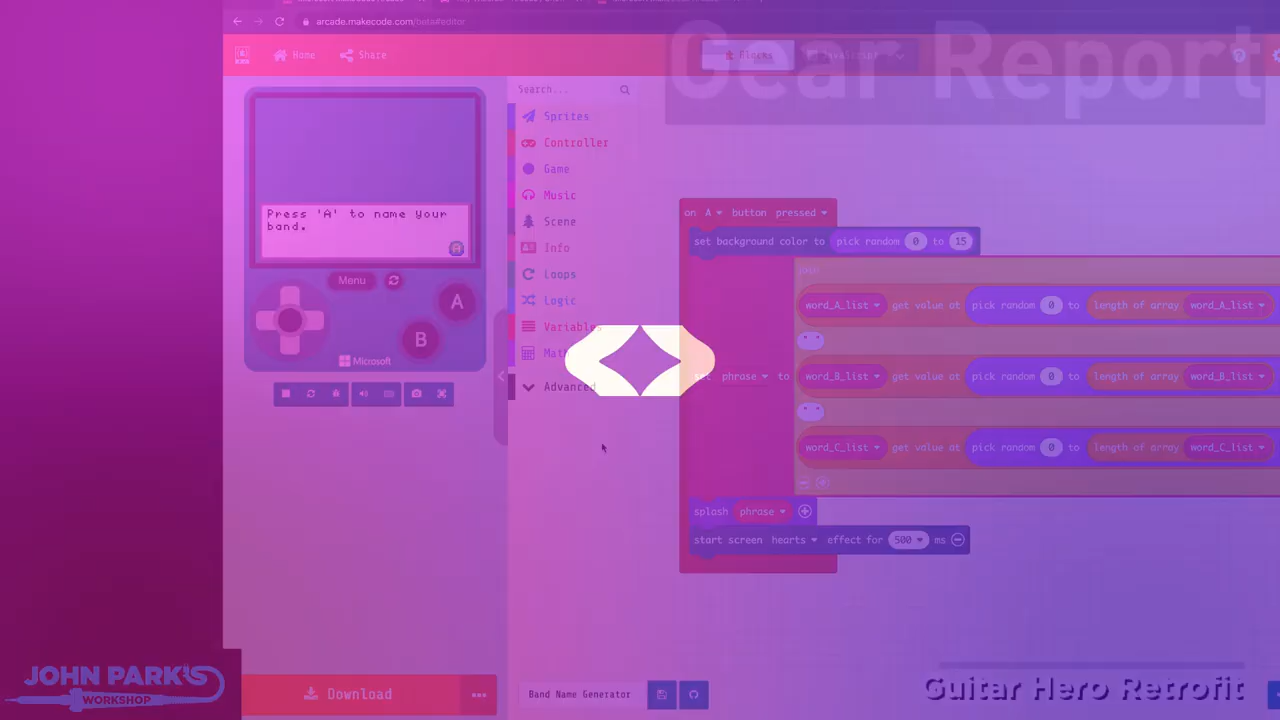 arcade.makecode.com/beta#editor
Home
Share
Blocks
JavaScript
Gear Report
Search...
Sprites
Controller
Game
Music
Scene
Info
Loops
Logic
Variables
Math
Advanced
Press 'A' to name your
band.
Menu
A
B
Microsoft
on A button pressed
set background color to pick random 0 to 15
join
word_A_list get value at pick random 0 to length of array word_A_list
" "
set phrase to
word_B_list get value at pick random 0 to length of array word_B_list
" "
word_C_list get value at pick random 0 to length of array word_C_list
splash phrase
start screen hearts effect for 500 ms
JOHN PARK'S
WORKSHOP
Download
Band Name Generator
Guitar Hero Retrofit